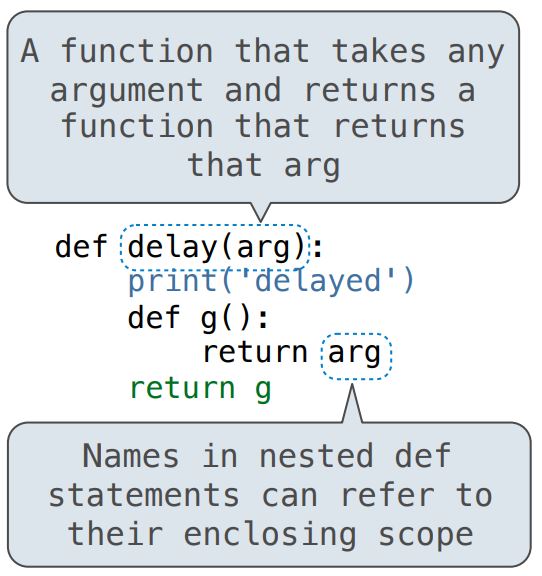 A function that takes any
argument and returns a
function that returns
that arg
def delay(arg):
print('delayed')
def g():
return arg
return g
Names in nested def
statements can refer to
their enclosing scope